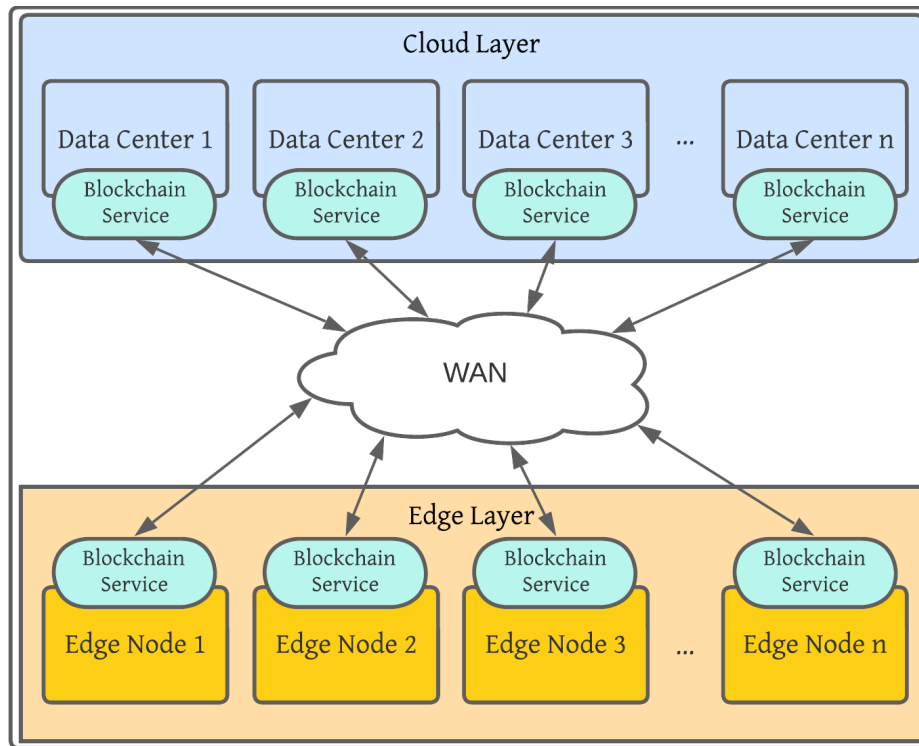 Cloud Layer
Data Center 1
Data Center 2
Data Center 3
...
Data Center n
Blockchain
Service
Blockchain
Service
Blockchain
Service
Blockchain
Service
WAN
Edge Layer
Blockchain
Service
Blockchain
Service
Blockchain
Service
Blockchain
Service
Edge Node 1
Edge Node 2
Edge Node 3
...
Edge Node n